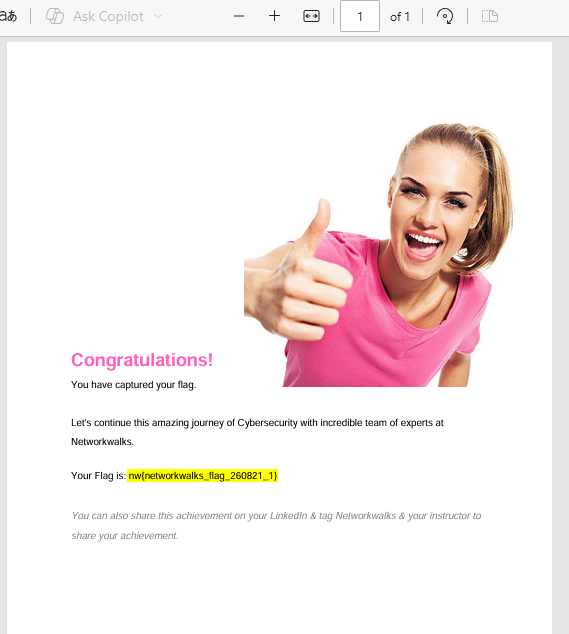 aあ Ask Copilot 1 of 1
Congratulations!
You have captured your flag.
Let's continue this amazing journey of Cybersecurity with incredible team of experts at
Networkwalks.
Your Flag is: nw{networkwalks_flag_260821_1}
You can also share this achievement on your LinkedIn & tag Networkwalks & your instructor to
share your achievement.